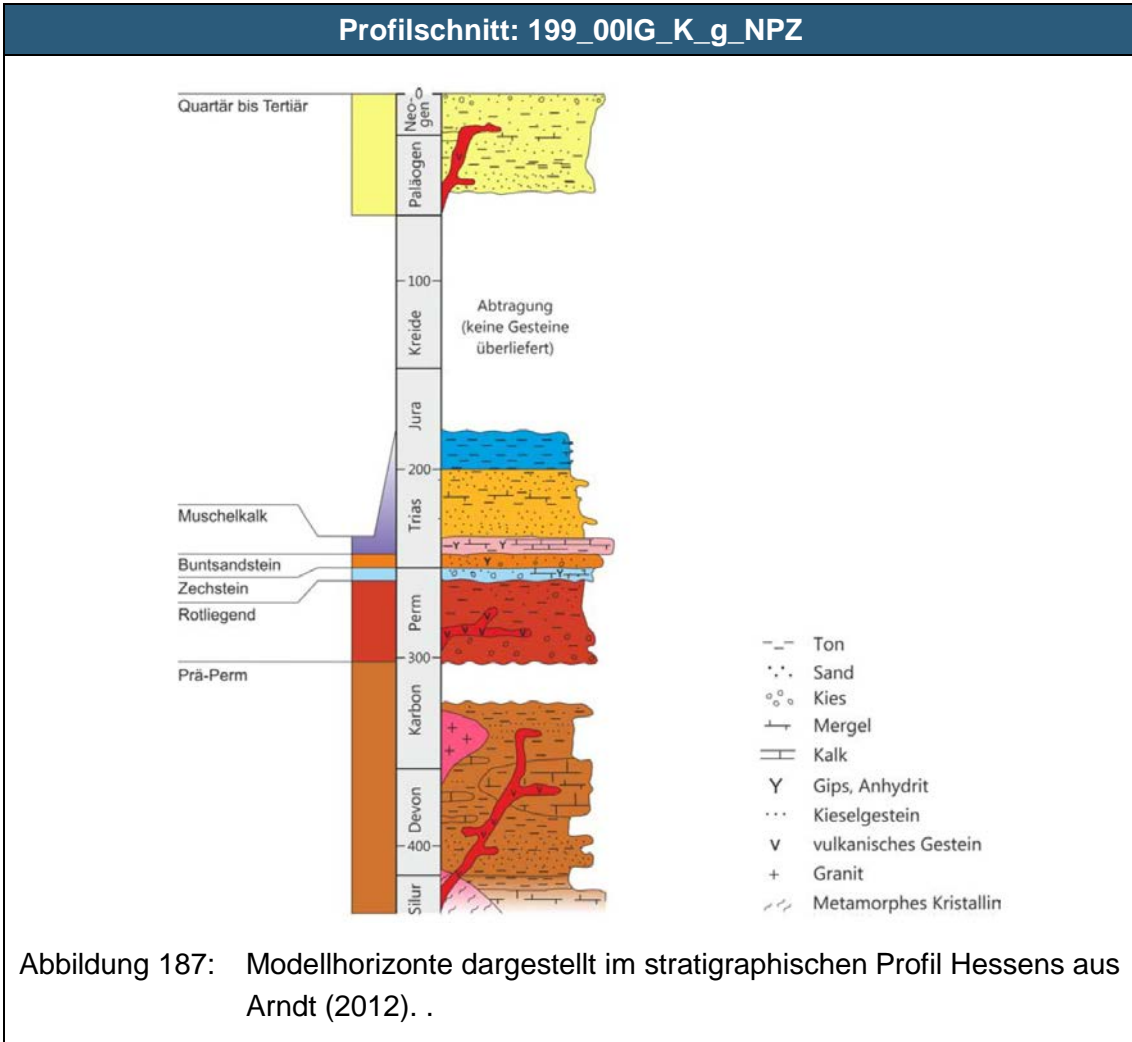 Profilschnitt: 199_00IG_K_g_NPZ
Quartär bis Tertiär
Muschelkalk
Buntsandstein
Zechstein
Rotliegend
Prä-Perm
0
Neo-
gen
Paläogen
100
Kreide
Jura
200
Trias
Perm
300
Karbon
Devon
400
Silur
Abtragung
(keine Gesteine
überliefert)
Ton
Sand
Kies
Mergel
Kalk
Y Gips, Anhydrit
Kieselgestein
v vulkanisches Gestein
+ Granit
Metamorphes Kristallin
Abbildung 187: Modellhorizonte dargestellt im stratigraphischen Profil Hessens aus
Arndt (2012). .